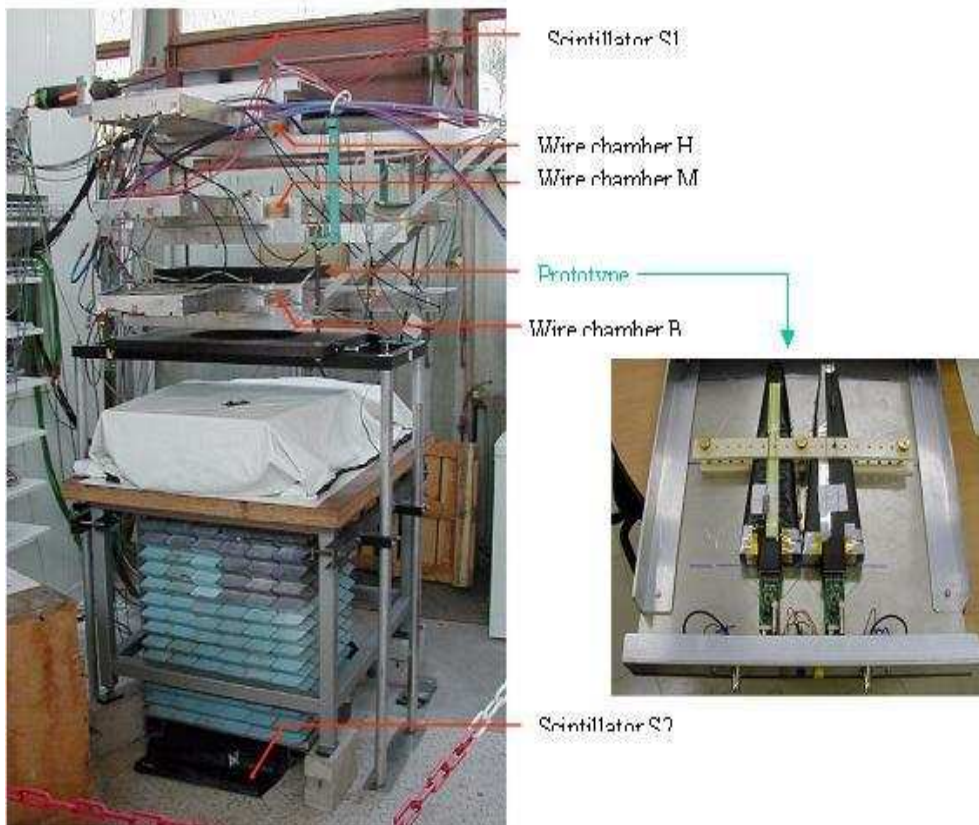 Scintillator S1
Wire chamber H
Wire chamber M
Prototype
Wire chamber B
Scintillator S2